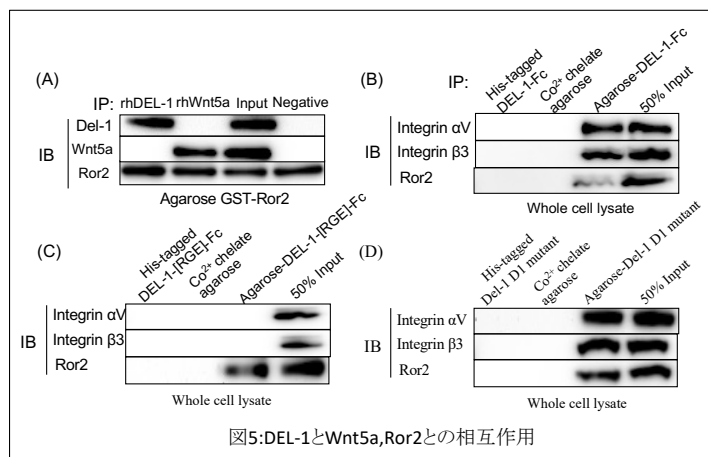 (A)
IP: rhDEL-1 rhWnt5a Input Negative
Del-1
IB Wnt5a
Ror2
Agarose GST-Ror2
(B)
IP:
His-tagged
DEL-1-Fc
Co2+ chelate
agarose
Agarose-DEL-1-Fc
50% Input
Integrin αV
IB Integrin β3
Ror2
Whole cell lysate
(C)
His-tagged
DEL-1-[RGE]-Fc
Co2+ chelate
agarose
Agarose-DEL-1-[RGE]-Fc
50% Input
Integrin αV
IB Integrin β3
Ror2
Whole cell lysate
(D)
His-tagged
Del-1 D1 mutant
Co2+ chelate
agarose
Agarose-Del-1 D1 mutant
50% Input
Integrin αV
IB Integrin β3
Ror2
Whole cell lysate
図5:DEL-1とWnt5a,Ror2との相互作用